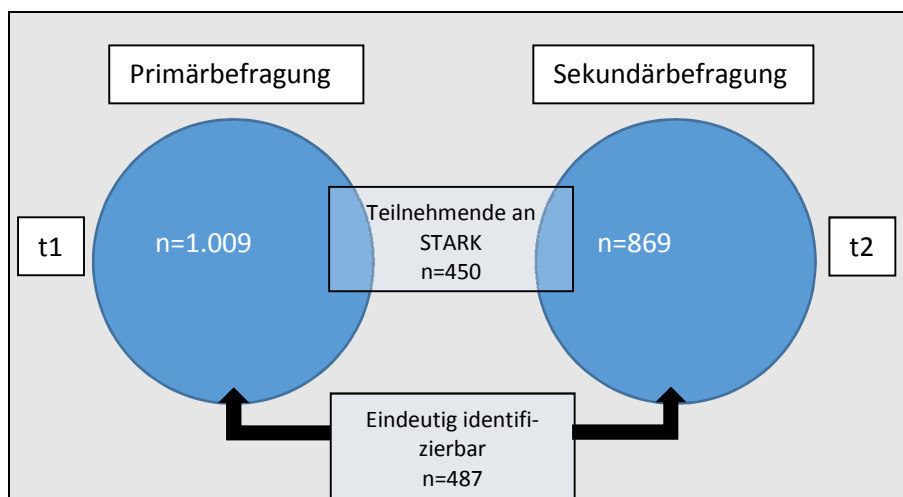 Primärbefragung
Sekundärbefragung
t1
n=1.009
Teilnehmende an
STARK
n=450
n=869
t2
Eindeutig identifi-
zierbar
n=487